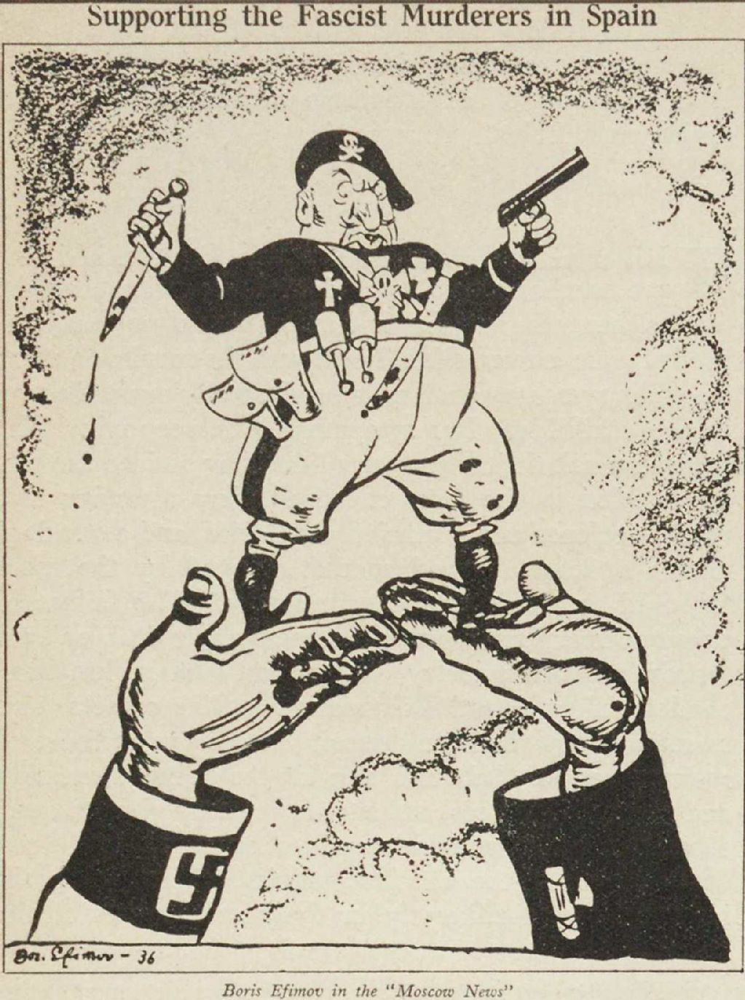 Supporting the Fascist Murderers in Spain
Bor. Efimov – 36
Boris Efimov in the "Moscow News"